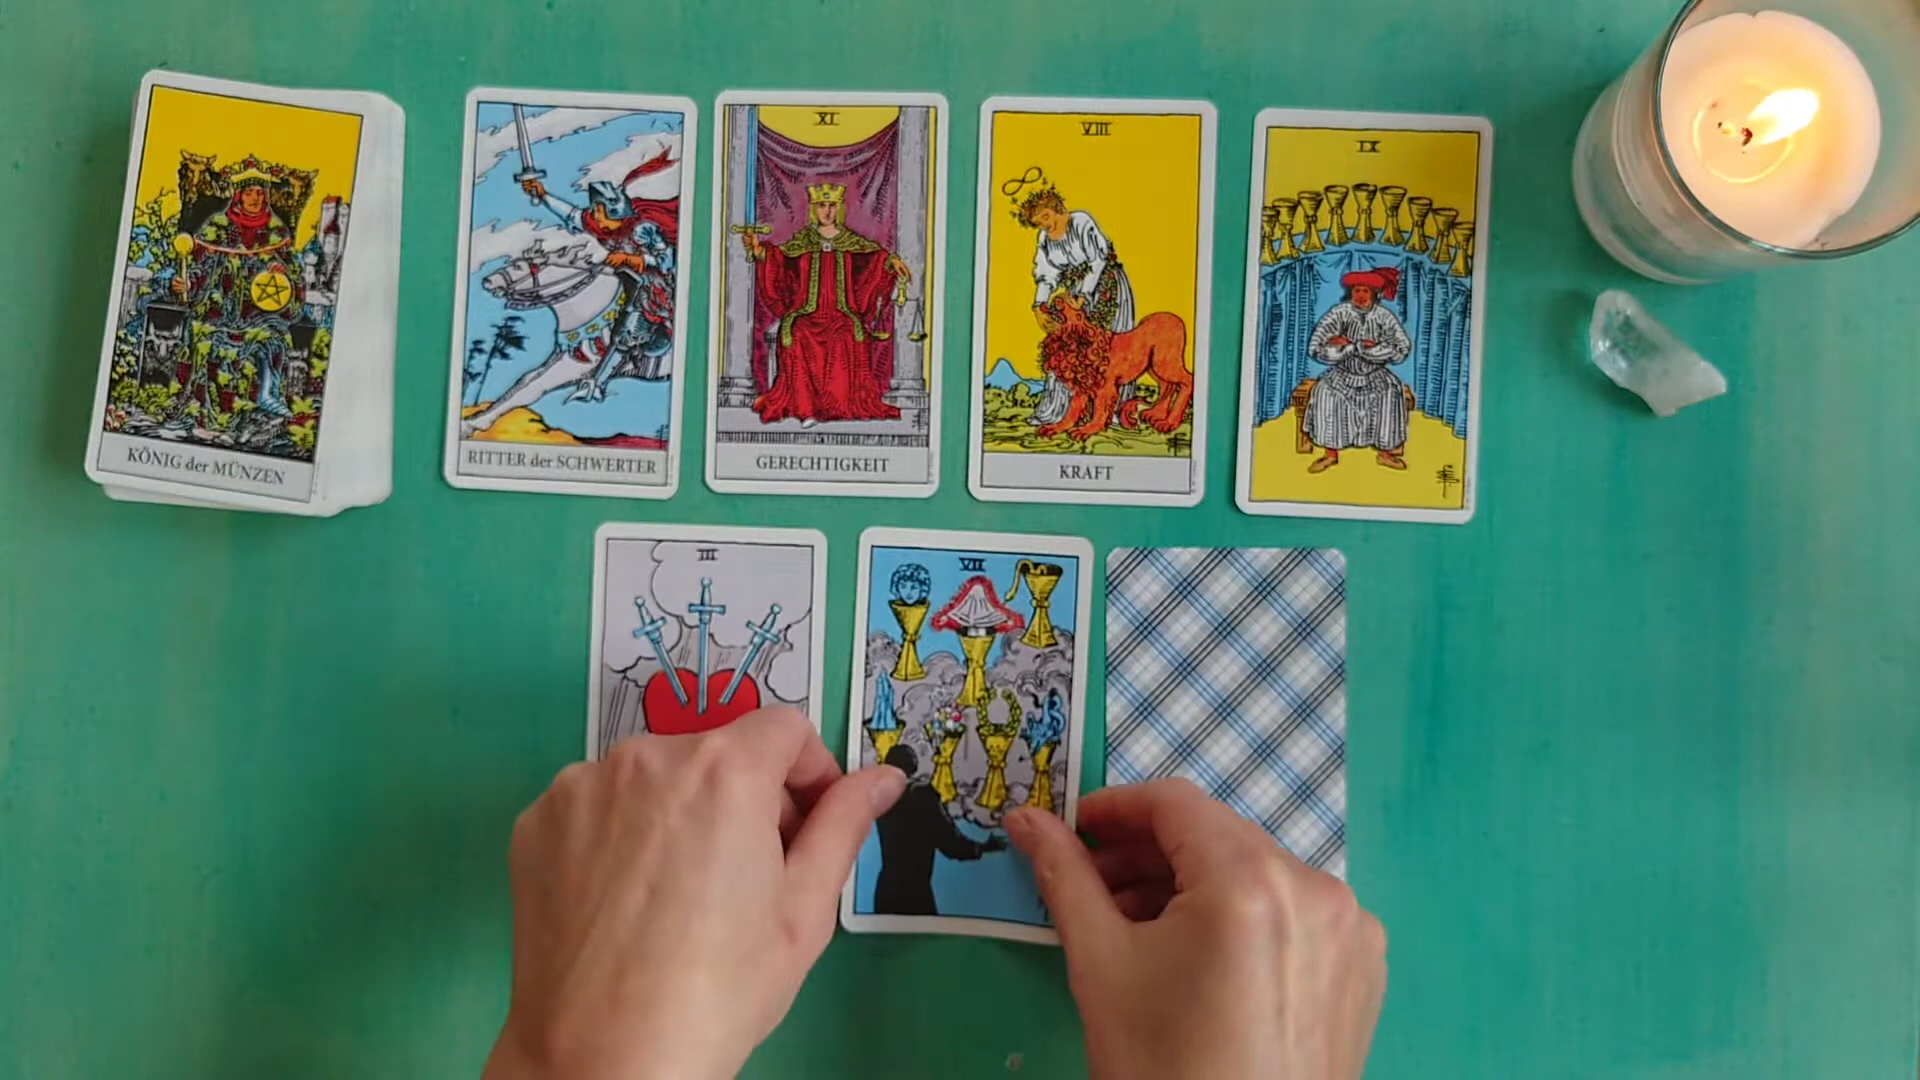 XI
VIII
IX
KÖNIG der MÜNZEN
RITTER der SCHWERTER
GERECHTIGKEIT
KRAFT
III
VII